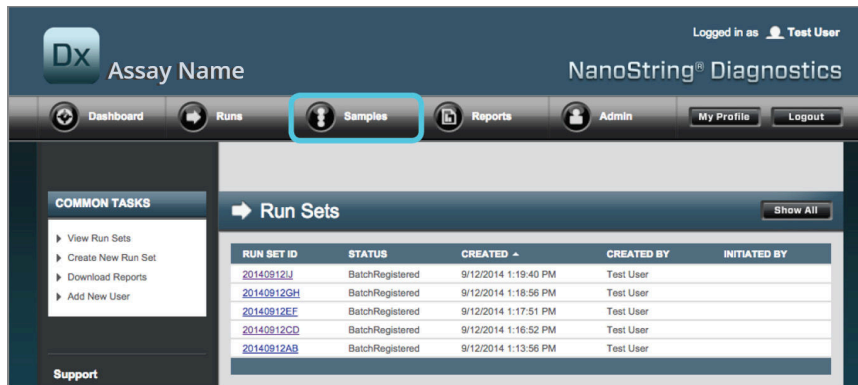 Logged in as Test User
Dx Assay Name
NanoString® Diagnostics
Dashboard Runs Samples Reports Admin My Profile Logout
COMMON TASKS
View Run Sets
Create New Run Set
Download Reports
Add New User
Support
Run Sets Show All
RUN SET ID STATUS CREATED CREATED BY INITIATED BY
20140912IJ BatchRegistered 9/12/2014 1:19:40 PM Test User
20140912GH BatchRegistered 9/12/2014 1:18:56 PM Test User
20140912EF BatchRegistered 9/12/2014 1:17:51 PM Test User
20140912CD BatchRegistered 9/12/2014 1:16:52 PM Test User
20140912AB BatchRegistered 9/12/2014 1:13:56 PM Test User